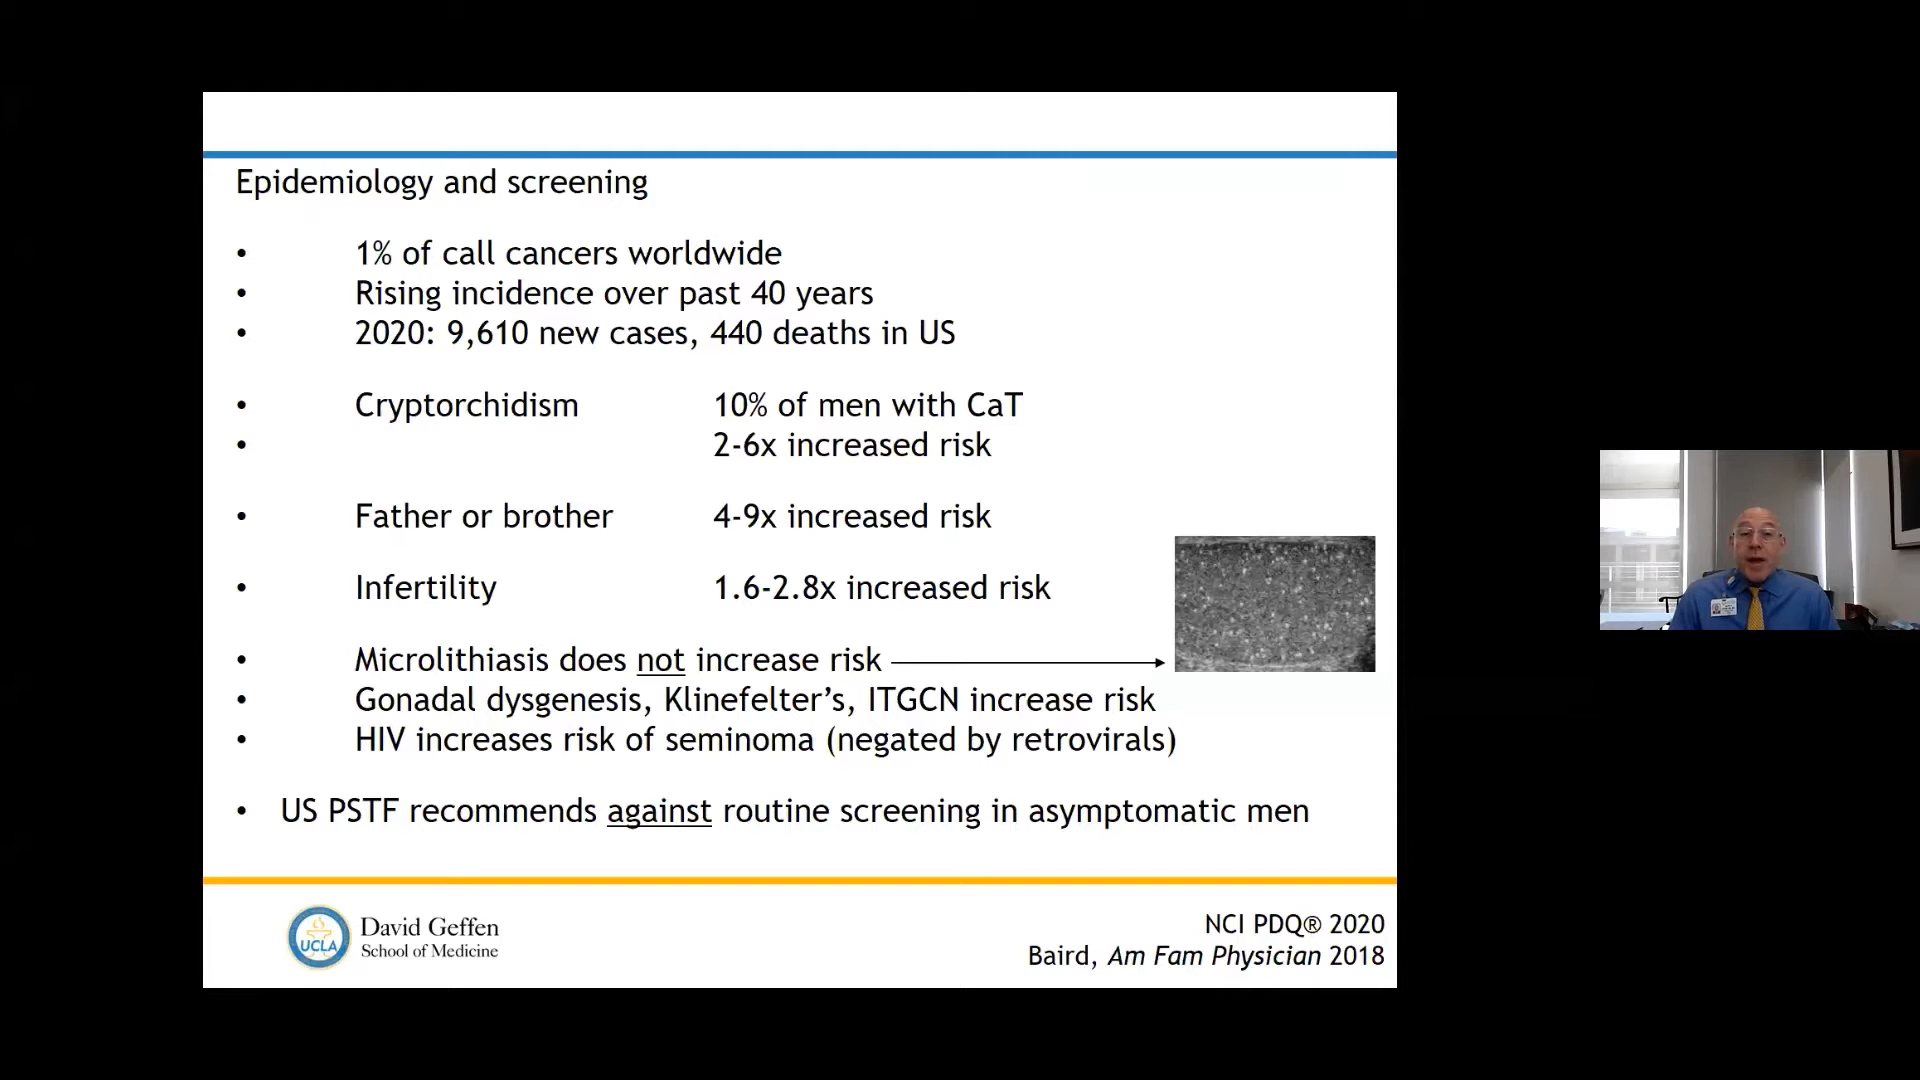 Epidemiology and screening
• 1% of call cancers worldwide
• Rising incidence over past 40 years
• 2020: 9,610 new cases, 440 deaths in US
• Cryptorchidism 10% of men with CaT
• 2-6x increased risk
• Father or brother 4-9x increased risk
• Infertility 1.6-2.8x increased risk
• Microlithiasis does not increase risk
• Gonadal dysgenesis, Klinefelter’s, ITGCN increase risk
• HIV increases risk of seminoma (negated by retrovirals)
• US PSTF recommends against routine screening in asymptomatic men
UCLA
David Geffen
School of Medicine
NCI PDQ® 2020
Baird, Am Fam Physician 2018